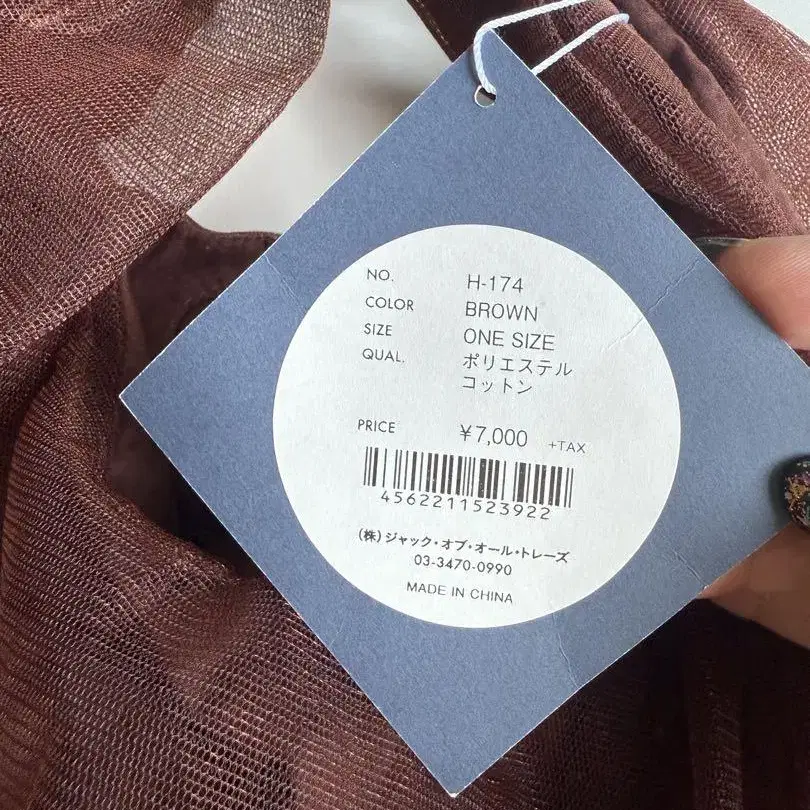 NO. H-174
COLOR BROWN
SIZE ONE SIZE
QUAL. ポリエステル
コットン
PRICE ¥7,000 +TAX
4562211523922
(株)ジャック・オブ・オール・トレーズ
03-3470-0990
MADE IN CHINA